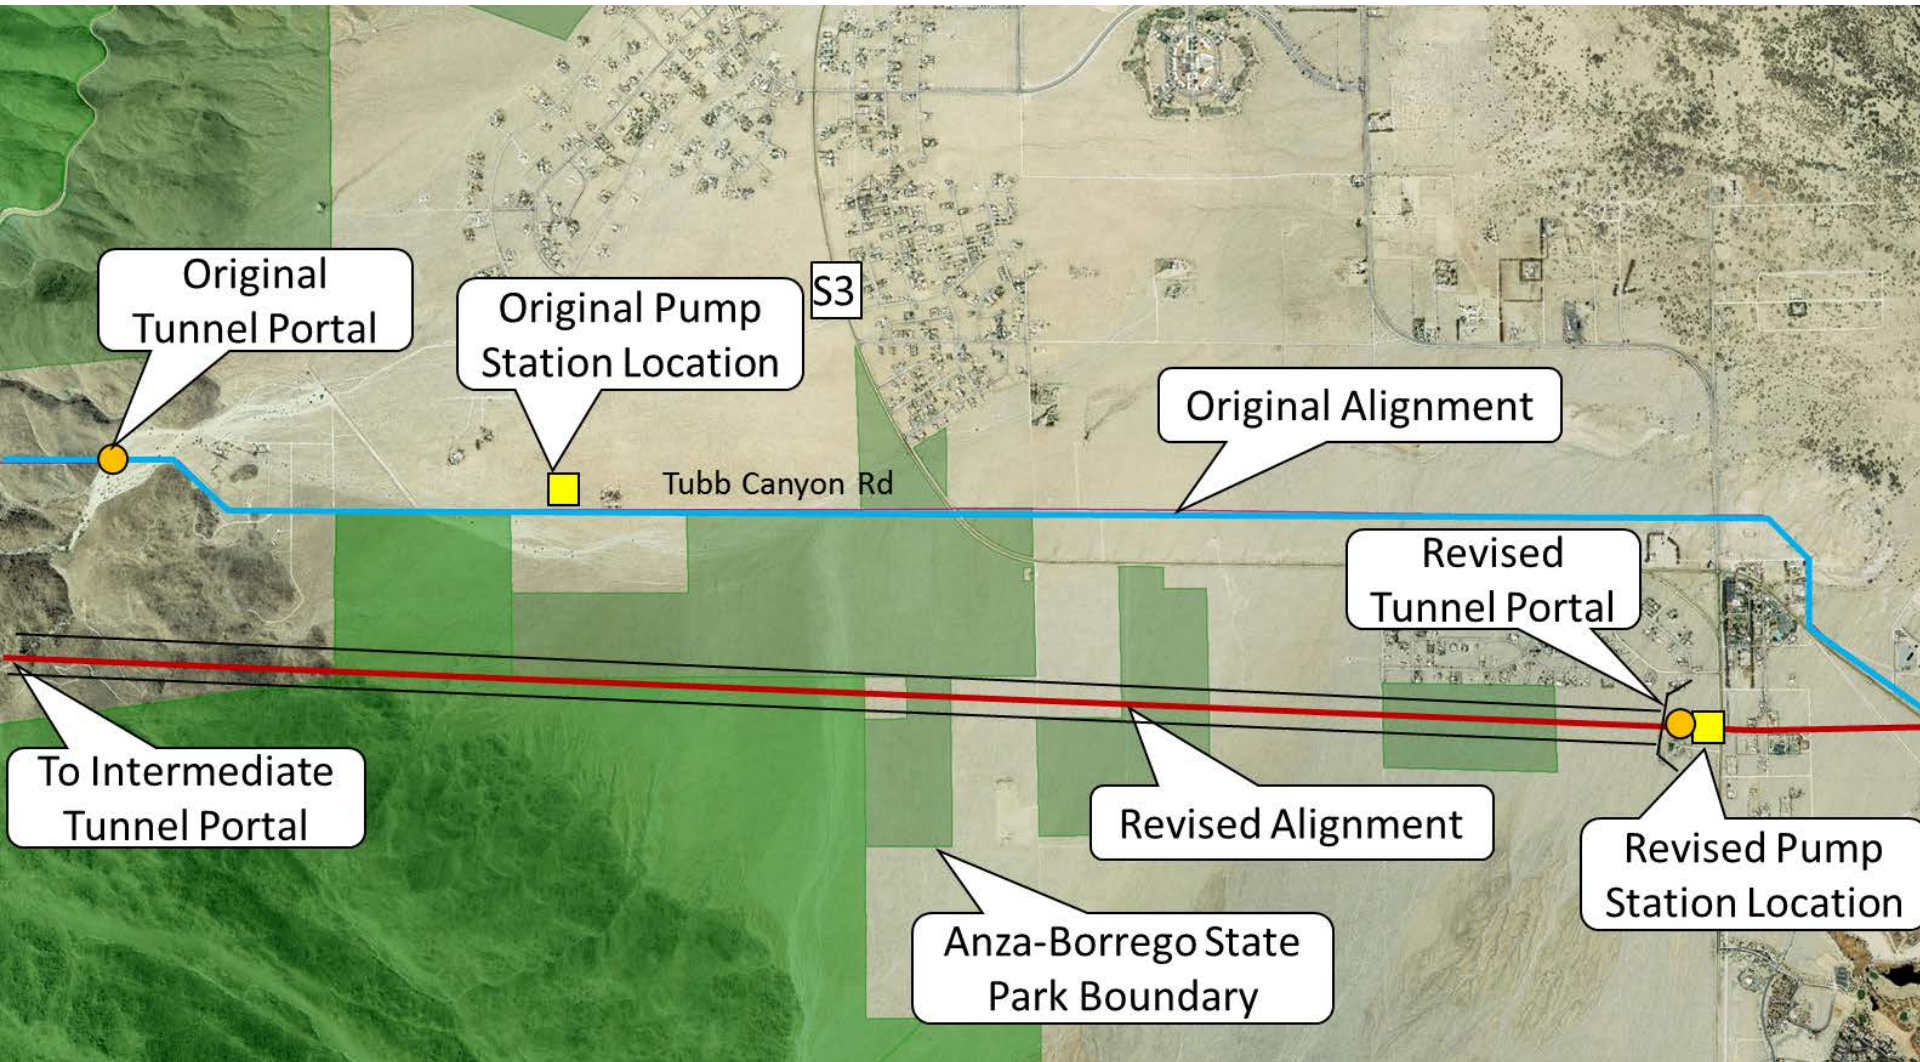 Original
Tunnel Portal
Original Pump
Station Location
S3
Original Alignment
Tubb Canyon Rd
Revised
Tunnel Portal
To Intermediate
Tunnel Portal
Revised Alignment
Revised Pump
Station Location
Anza-Borrego State
Park Boundary